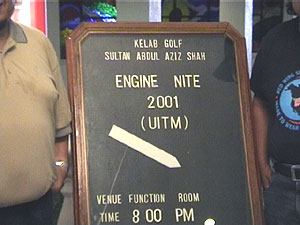 KELAB GOLF
SULTAN ABDUL AZIZ SHAH
ENGINE NITE
2001
(UITM)
VENUE FUNCTION ROOM
TIME 8:00 PM